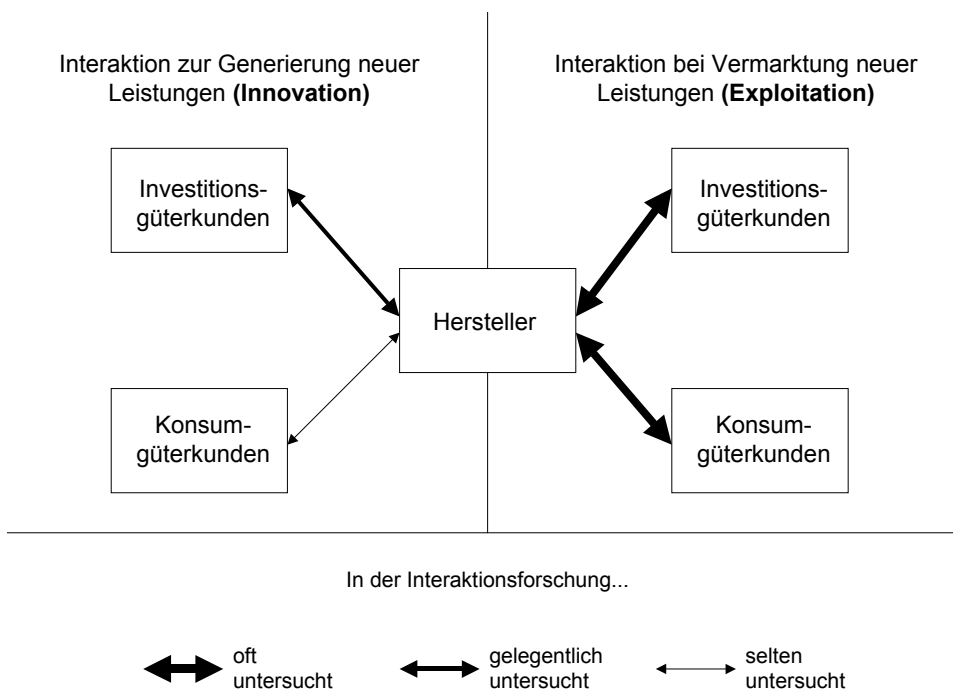 Interaktion zur Generierung neuer
Leistungen (Innovation)
Interaktion bei Vermarktung neuer
Leistungen (Exploitation)
Investitions-
güterkunden
Investitions-
güterkunden
Hersteller
Konsum-
güterkunden
Konsum-
güterkunden
In der Interaktionsforschung...
oft
untersucht
gelegentlich
untersucht
selten
untersucht